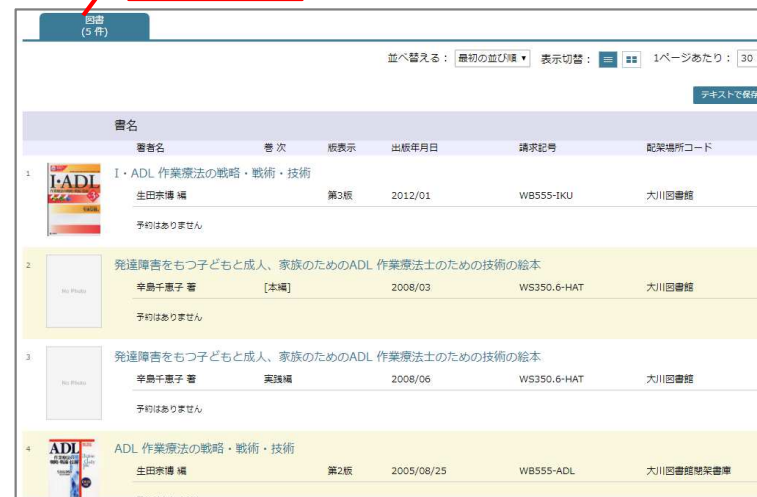 図書
(5 件)
並べ替える： 最初の並び順 ▼ 表示切替： 1ページあたり： 30
テキストで保存
書名
著者名 巻次 版表示 出版年月日 請求記号 配架場所コード
1 I・ADL 作業療法の戦略・戦術・技術
I・ADL
生田宗博 編 第3版 2012/01 WB555-IKU 大川図書館
予約はありません
2 発達障害をもつ子どもと成人、家族のためのADL 作業療法士のための技術の絵本
No Photo
辛島千恵子 著 [本編] 2008/03 WS350.6-HAT 大川図書館
予約はありません
3 発達障害をもつ子どもと成人、家族のためのADL 作業療法士のための技術の絵本
No Photo
辛島千恵子 著 実践編 2008/06 WS350.6-HAT 大川図書館
予約はありません
4 ADL 作業療法の戦略・戦術・技術
ADL
生田宗博 編 第2版 2005/08/25 WB555-ADL 大川図書館閉架書庫